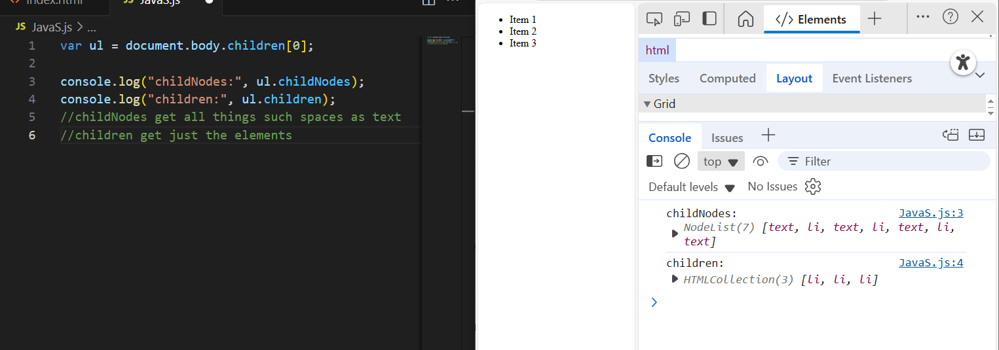 index.html
JavaS.js
JS JavaS.js > ...
1 var ul = document.body.children[0];
2
3 console.log("childNodes:", ul.childNodes);
4 console.log("children:", ul.children);
5 //childNodes get all things such spaces as text
6 //children get just the elements
Item 1
Item 2
Item 3
</> Elements
html
Styles Computed Layout Event Listeners
Grid
Console Issues
top Filter
Default levels No Issues
childNodes: JavaS.js:3
NodeList(7) [text, li, text, li, text, li,
text]
children: JavaS.js:4
HTMLCollection(3) [li, li, li]